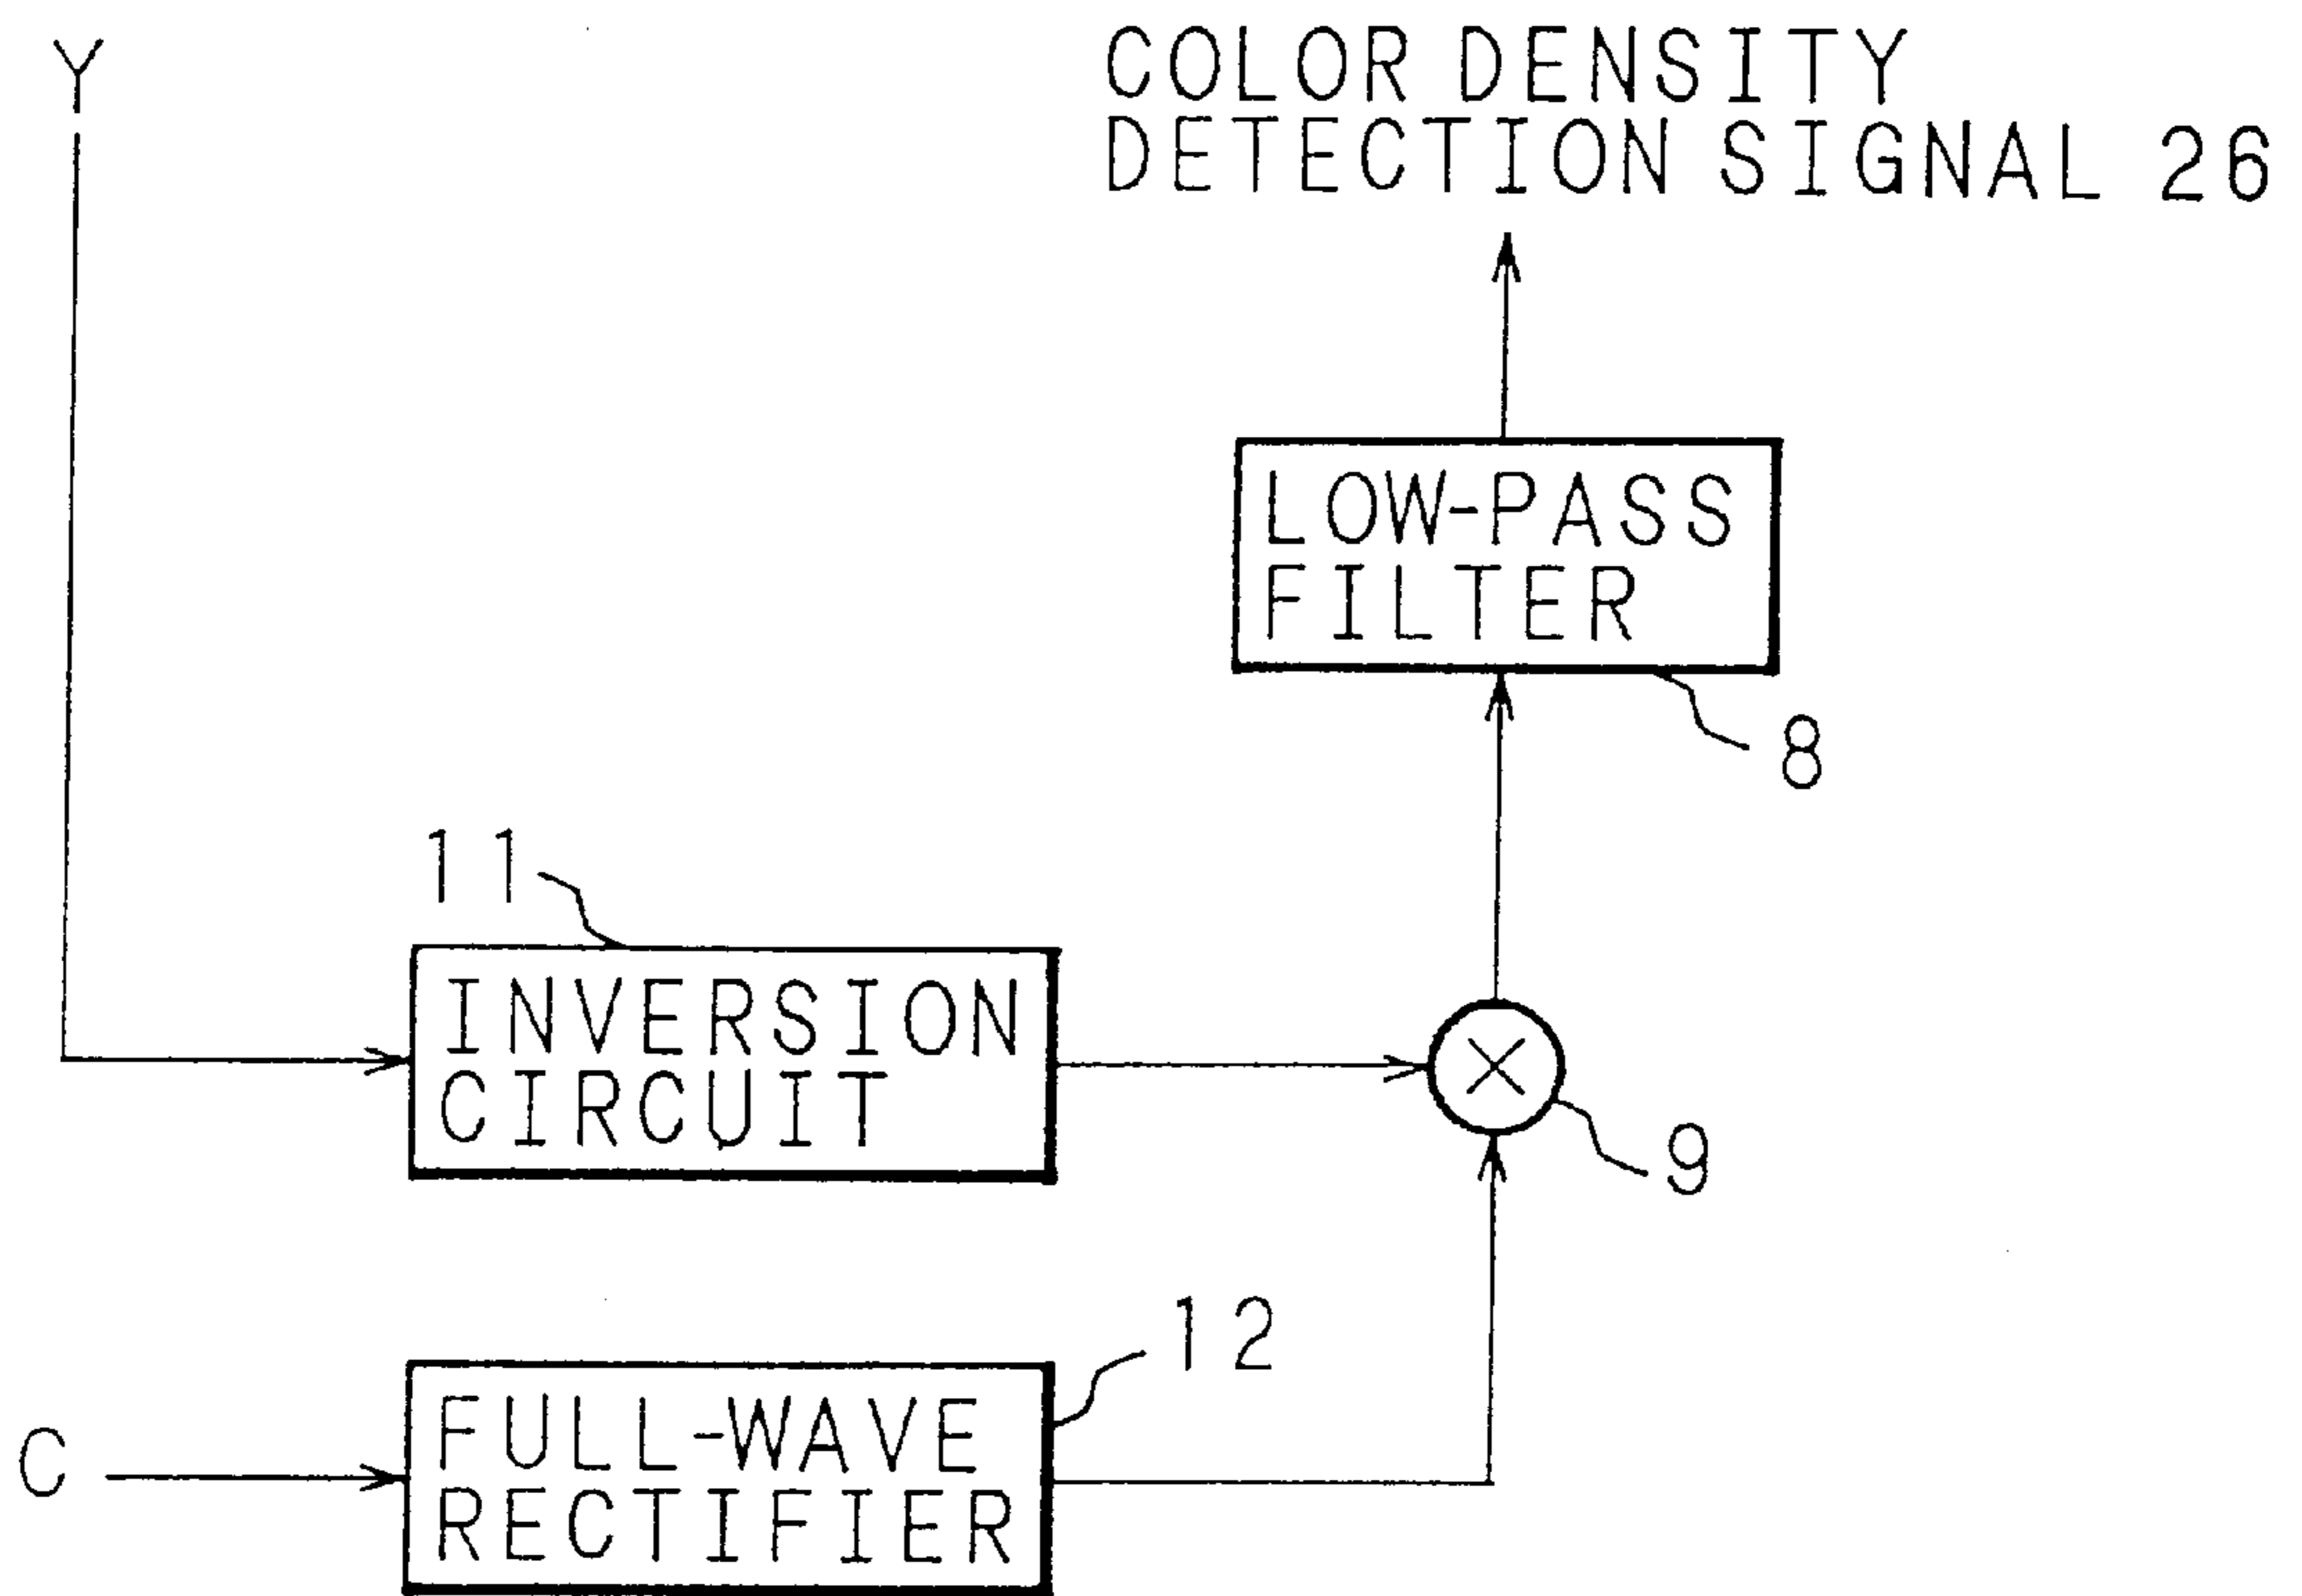 Y
COLOR DENSITY
DETECTION SIGNAL 26
LOW-PASS
FILTER
8
11
INVERSION
CIRCUIT
9
12
C
FULL-WAVE
RECTIFIER